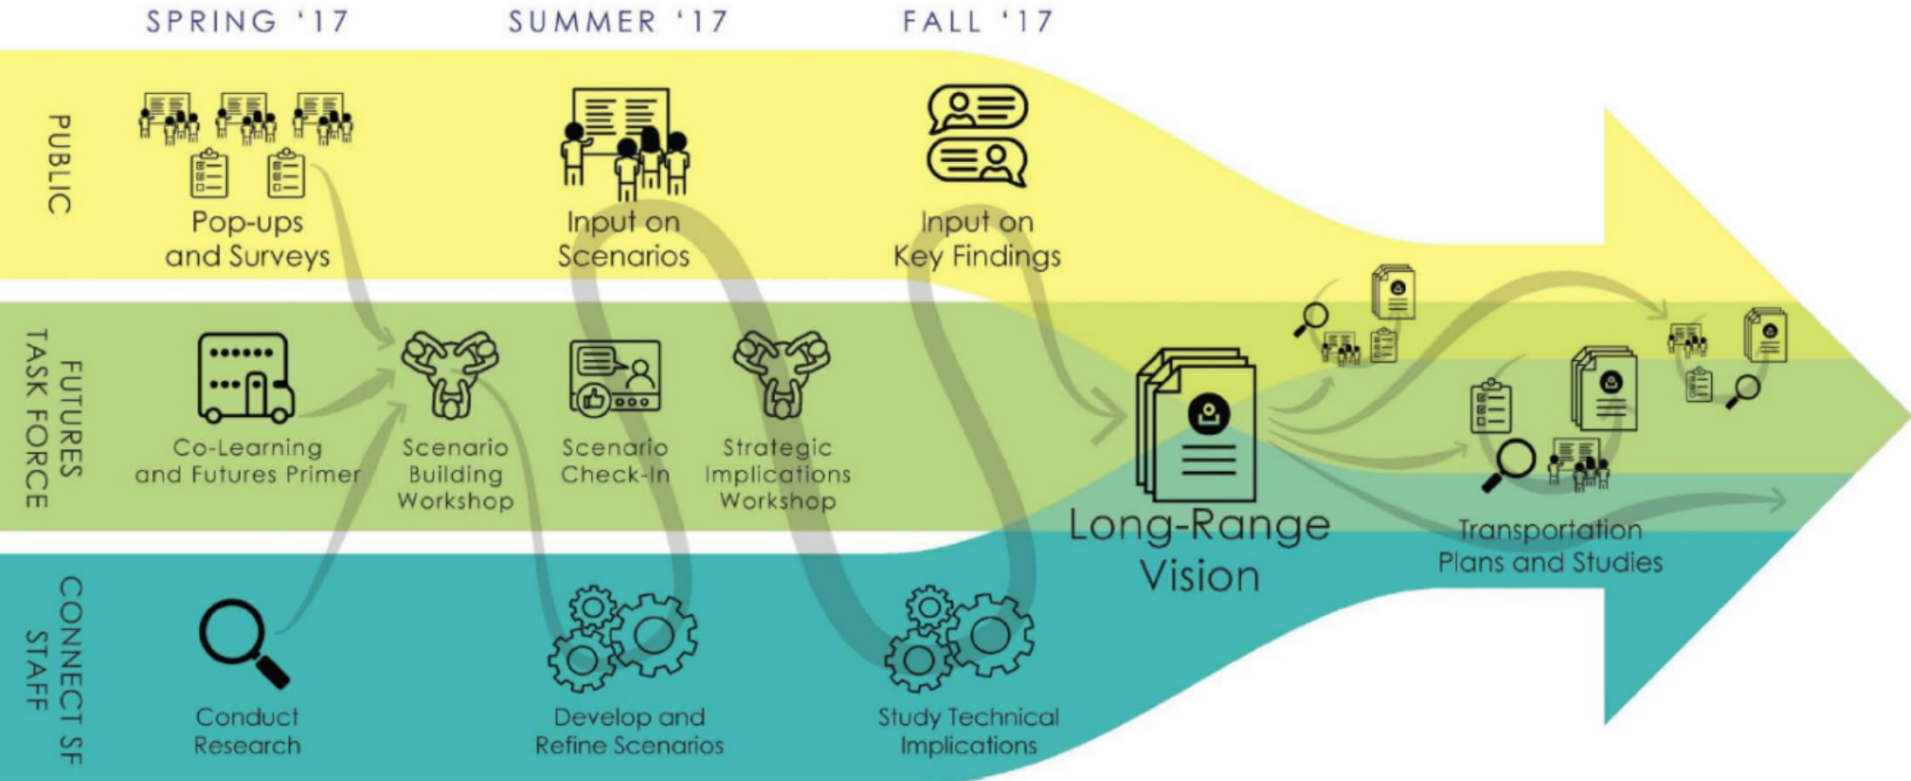 SPRING ‘17
SUMMER ‘17
FALL ‘17
PUBLIC
Pop-ups
and Surveys
Input on
Scenarios
Input on
Key Findings
FUTURES
TASK FORCE
Co-Learning
and Futures Primer
Scenario
Building
Workshop
Scenario
Check-In
Strategic
Implications
Workshop
Long-Range
Vision
Transportation
Plans and Studies
CONNECT SF
STAFF
Conduct
Research
Develop and
Refine Scenarios
Study Technical
Implications